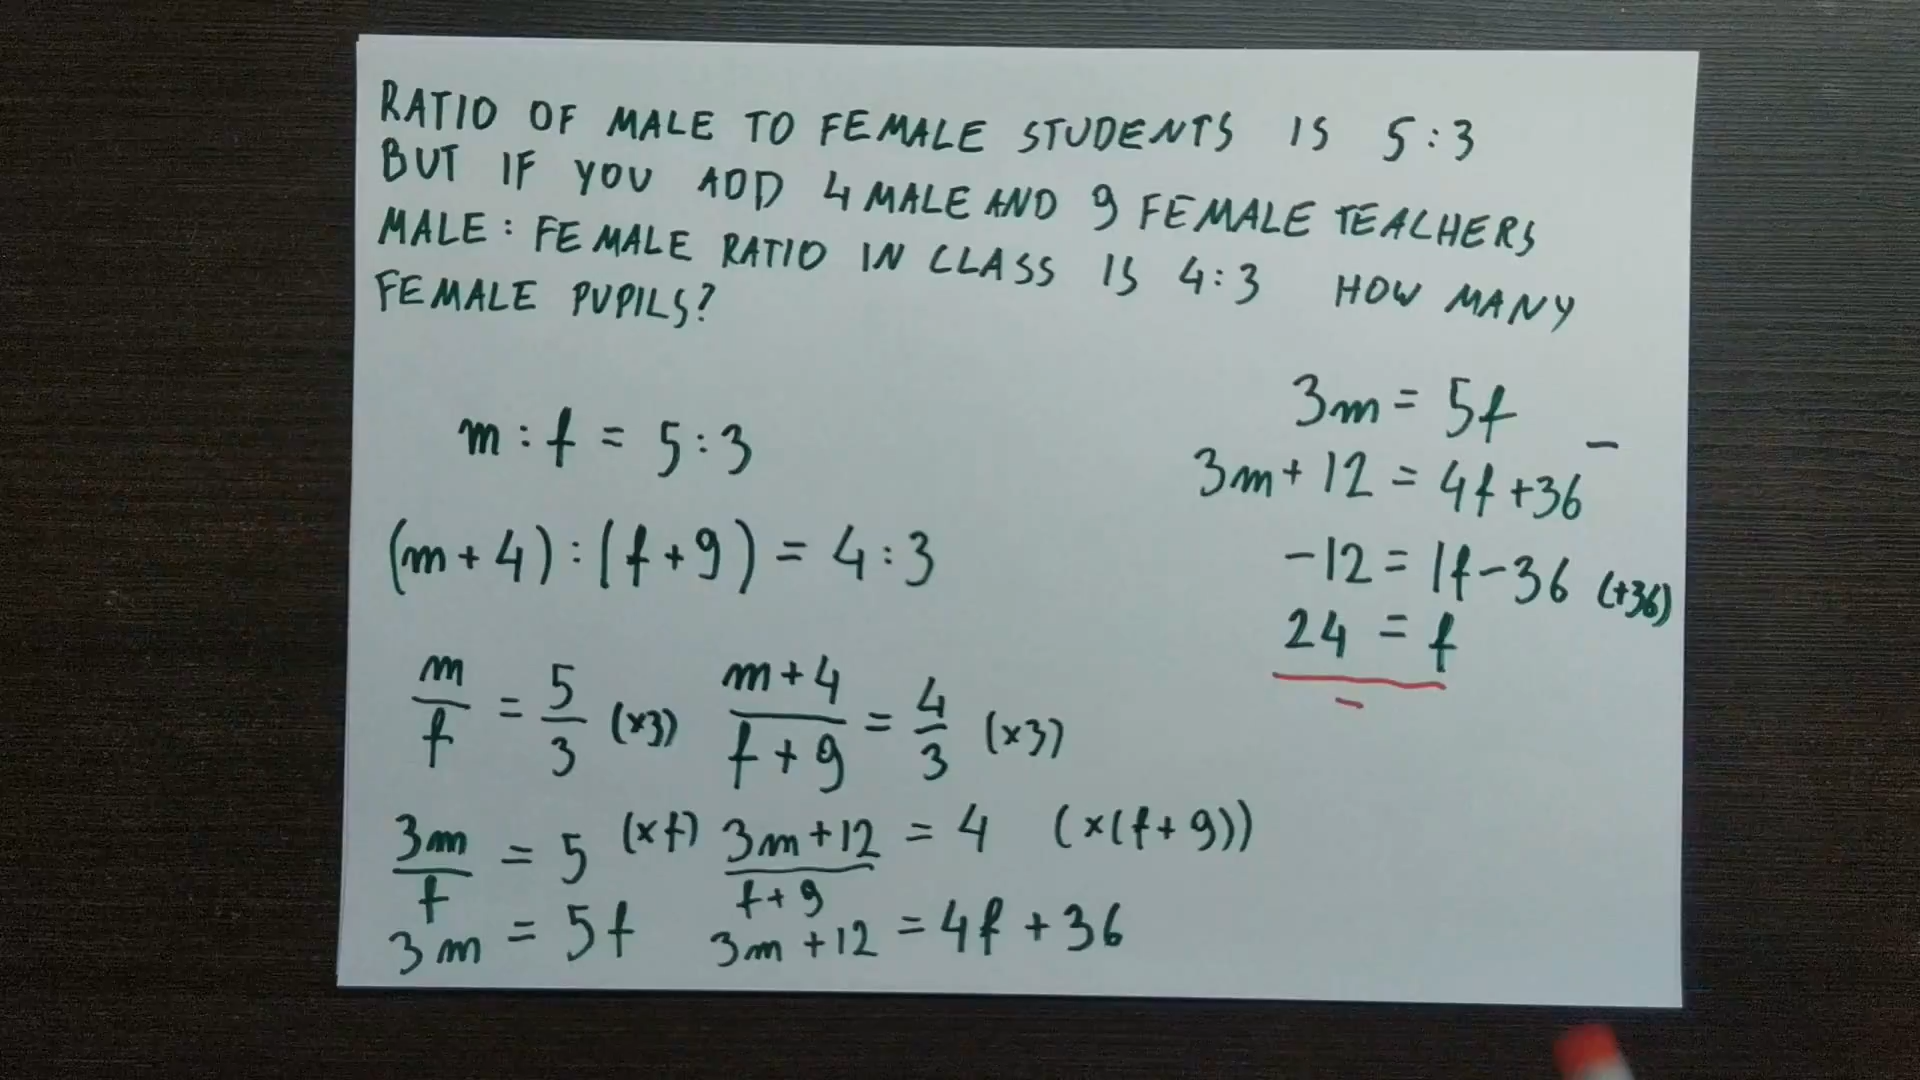 RATIO OF MALE TO FEMALE STUDENTS IS 5:3
BUT IF YOU ADD 4 MALE AND 9 FEMALE TEACHERS
MALE: FEMALE RATIO IN CLASS IS 4:3 HOW MANY
FEMALE PUPILS?
m : f = 5:3
(m+4):(f+9) = 4:3
m/f = 5/3 (x3)
3m/f = 5 (xf)
3m = 5f
m+4/f+9 = 4/3 (x3)
3m+12/f+9 = 4 (x(f+9))
3m+12 = 4f+36
3m = 5f
3m+12 = 4f+36 −
-12 = 1f-36 (+36)
24 = f